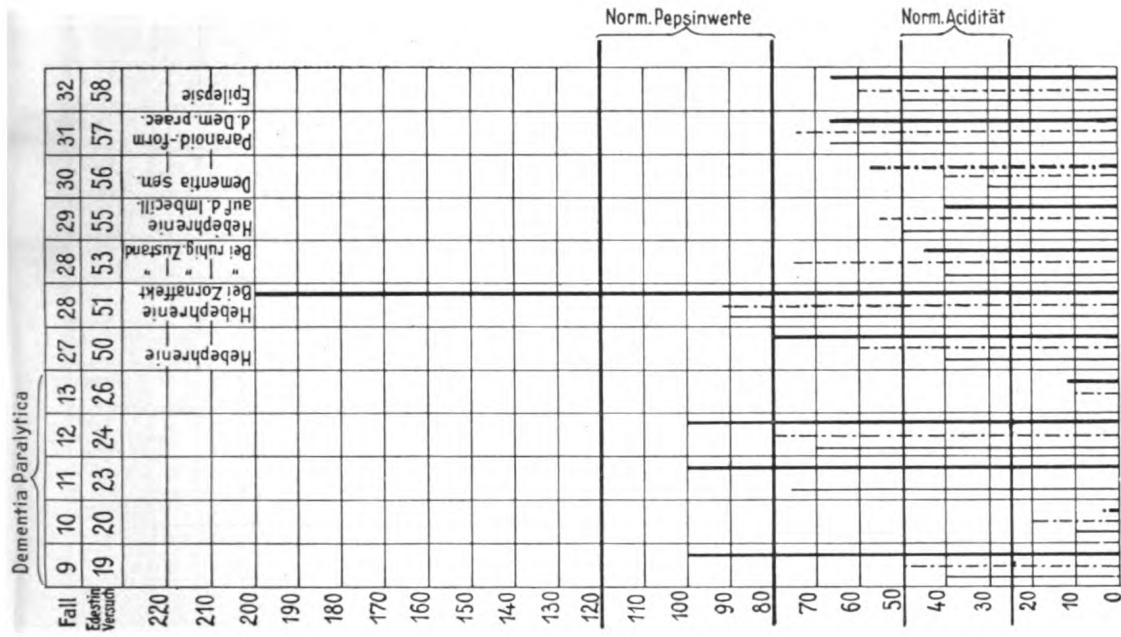 Norm. Pepsinwerte
Norm. Acidität
32
58
Epilepsie
31
57
Paranoid.-form
d. Dem. praec.
30
56
Dementia sem.
29
55
Hebephrenie
auf d. Imbecill.
28
53
" " "
Bei ruhig. Zustand
28
51
Hebephrenie
Bei Zornaffekt
27
50
Hebephrenie
Dementia Paralytica
13
26
12
24
11
23
10
20
9
19
Fall
Edestin
Versuch
220
210
200
190
180
170
160
150
140
130
120
110
100
90
80
70
60
50
40
30
20
10
0